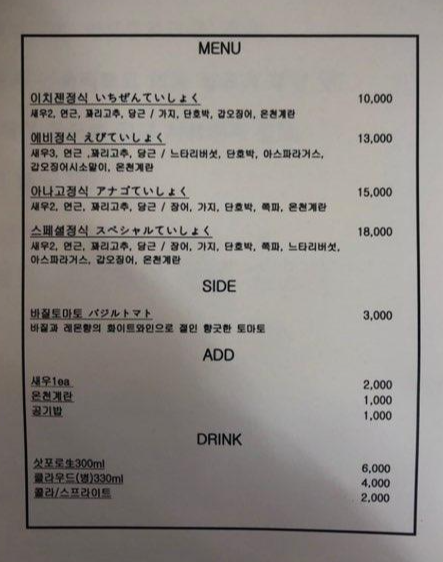 MENU
이치젠정식 いちぜんていしょく 10,000
새우2, 연근, 꽈리고추, 당근 / 가지, 단호박, 갑오징어, 온천계란
에비정식 えびていしょく 13,000
새우3, 연근 ,꽈리고추, 당근 / 느타리버섯, 단호박, 아스파라거스,
갑오징어시소말이, 온천계란
아나고정식 アナゴていしょく 15,000
새우2, 연근, 꽈리고추, 당근 / 장어, 가지, 단호박, 쪽파, 온천계란
스페셜정식 スペシャルていしょく 18,000
새우2, 연근, 꽈리고추, 당근 / 장어, 가지, 단호박, 쪽파, 느타리버섯,
아스파라거스, 갑오징어, 온천계란
SIDE
바질토마토 バジルトマト 3,000
바질과 레몬향의 화이트와인으로 절인 향긋한 토마토
ADD
새우1ea 2,000
온천계란 1,000
공기밥 1,000
DRINK
삿포로生300ml 6,000
클라우드(병)330ml 4,000
콜라/스프라이트 2,000